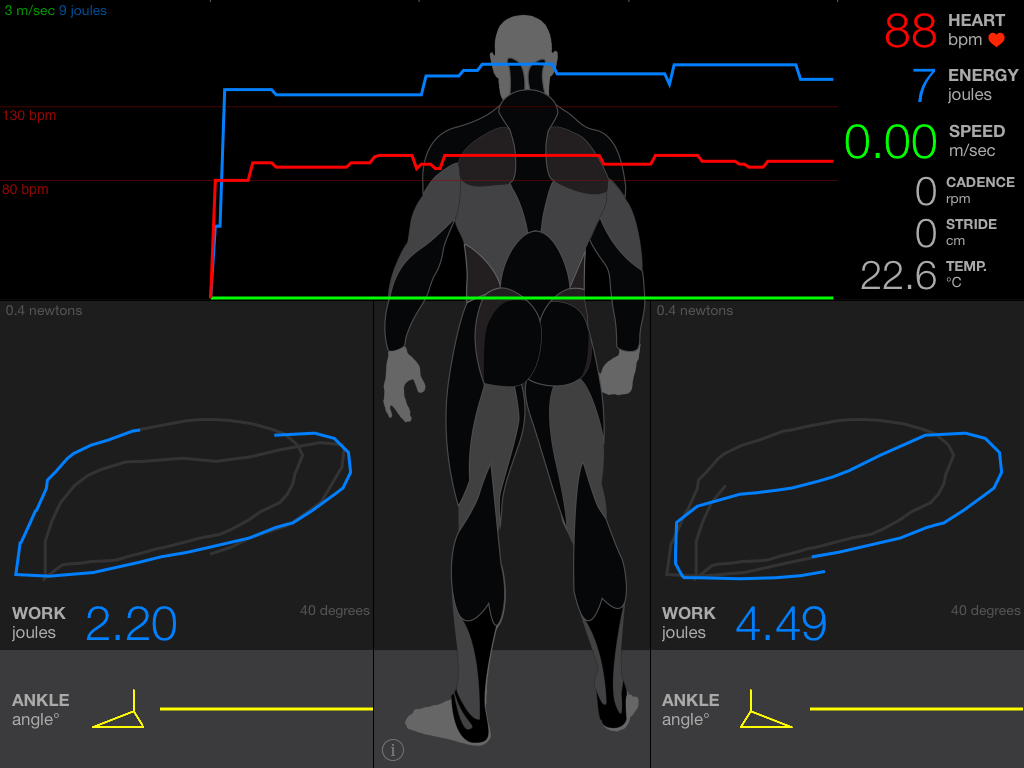 3 m/sec 9 joules
130 bpm
80 bpm
88 HEART
bpm
7 ENERGY
joules
0.00 SPEED
m/sec
0 CADENCE
rpm
0 STRIDE
cm
22.6 TEMP.
°C
0.4 newtons
0.4 newtons
40 degrees
WORK
joules
2.20
40 degrees
WORK
joules
4.49
ANKLE
angle°
i
ANKLE
angle°